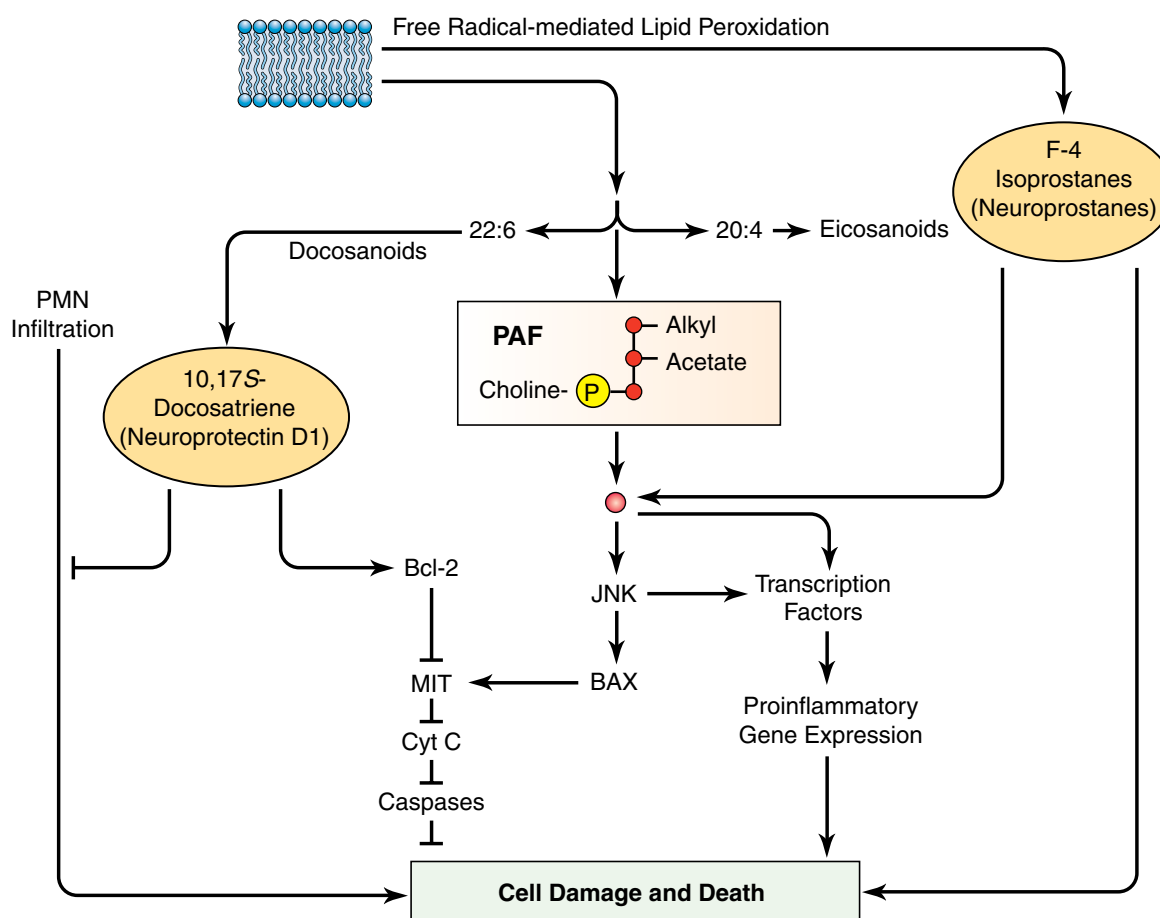 Free Radical-mediated Lipid Peroxidation
F-4
Isoprostanes
(Neuroprostanes)
22:6
20:4
Eicosanoids
Docosanoids
PMN
Infiltration
PAF
Alkyl
Acetate
Choline-
P
10,17S-
Docosatriene
(Neuroprotectin D1)
Bcl-2
JNK
Transcription
Factors
MIT
BAX
Proinflammatory
Gene Expression
Cyt C
Caspases
Cell Damage and Death